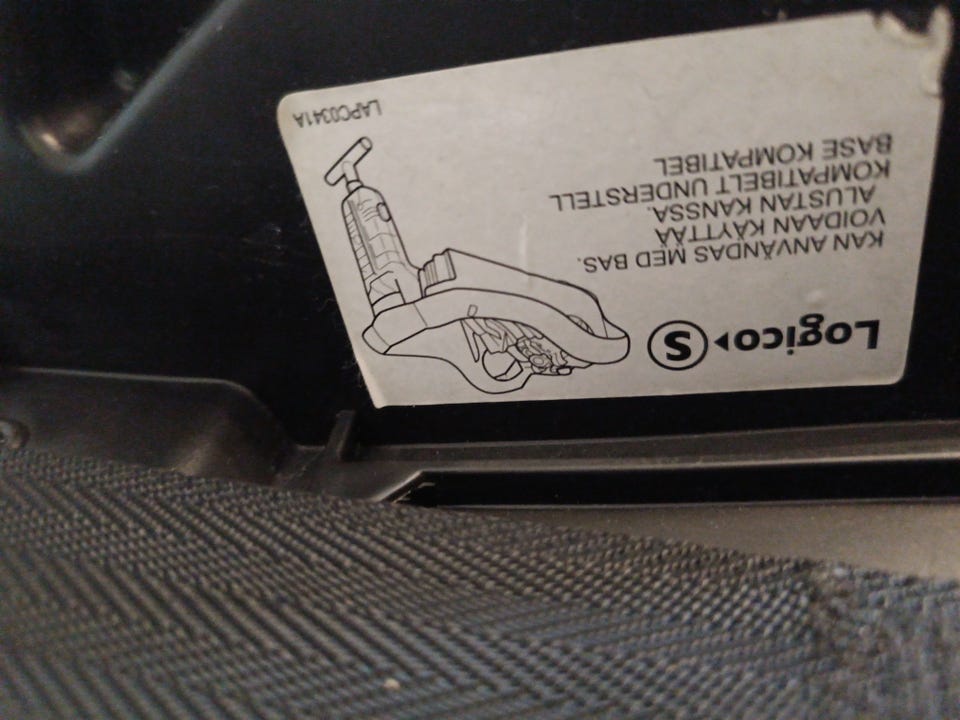 Logico S
KAN ANVÄNDAS MED BAS.
VOIDAAN KÄYTTÄÄ
ALUSTAN KANSSA.
KOMPATIBELT UNDERSTELL
BASE KOMPATIBEL
LAPC0341A